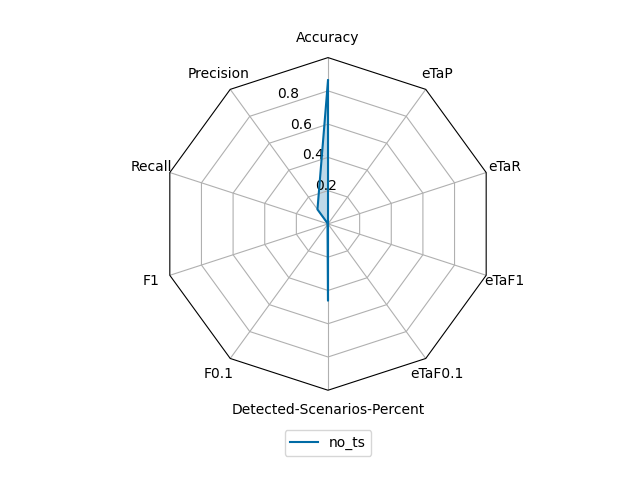 Accuracy
Precision
eTaP
0.8
0.6
0.4
0.2
Recall
eTaR
F1
eTaF1
F0.1
eTaF0.1
Detected-Scenarios-Percent
no_ts